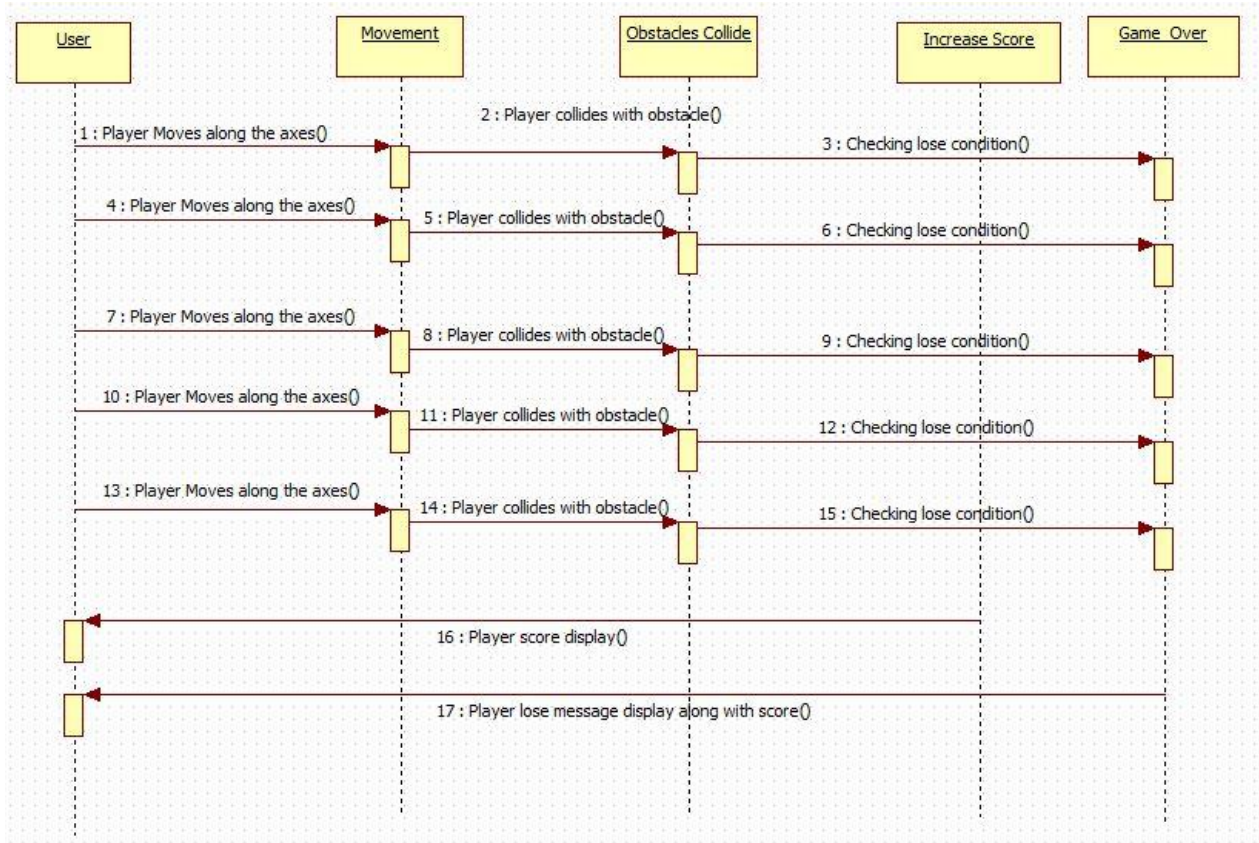 User
Movement
Obstacles Collide
Increase Score
Game_Over
1 : Player Moves along the axes()
2 : Player collides with obstacle()
3 : Checking lose condition()
4 : Player Moves along the axes()
5 : Player collides with obstacle()
6 : Checking lose condition()
7 : Player Moves along the axes()
8 : Player collides with obstacle()
9 : Checking lose condition()
10 : Player Moves along the axes()
11 : Player collides with obstacle()
12 : Checking lose condition()
13 : Player Moves along the axes()
14 : Player collides with obstacle()
15 : Checking lose condition()
16 : Player score display()
17 : Player lose message display along with score()